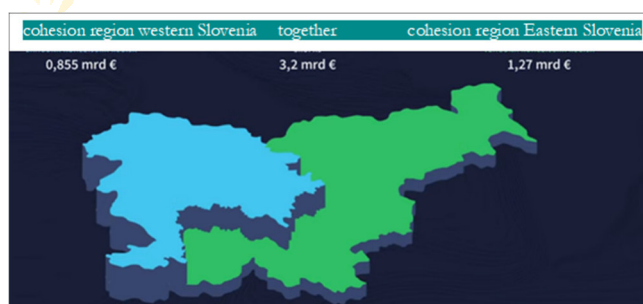 cohesion region western Slovenia together cohesion region Eastern Slovenia
0,855 mrd € 3,2 mrd € 1,27 mrd €